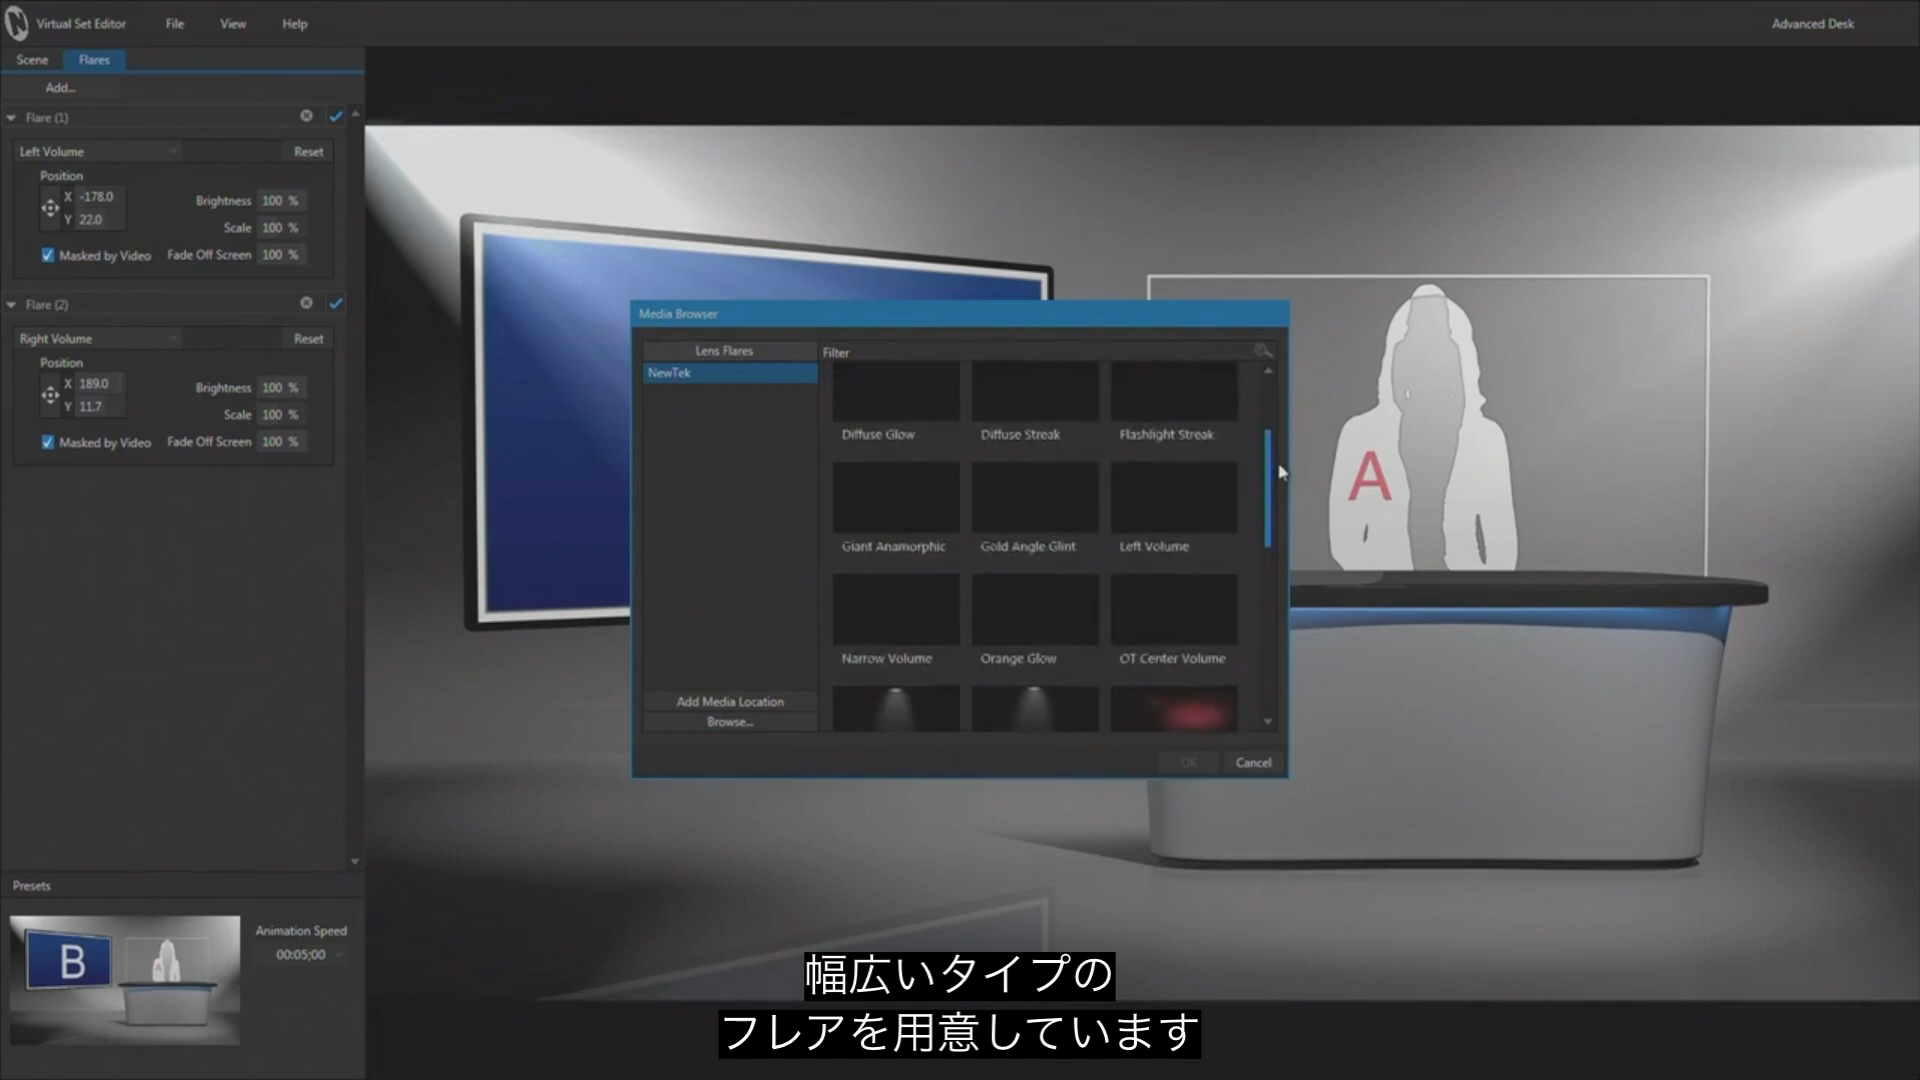 Virtual Set Editor File View Help Advanced Desk
Scene Flares
Add...
Flare (1)
Left Volume Reset
Position
X -178.0
Y 22.0
Brightness 100 %
Scale 100 %
Masked by Video Fade Off Screen 100 %
Flare (2)
Right Volume Reset
Position
X 189.0
Y 11.7
Brightness 100 %
Scale 100 %
Masked by Video Fade Off Screen 100 %
Media Browser
Lens Flares
NewTek
Filter
Diffuse Glow Diffuse Streak Flashlight Streak
Giant Anamorphic Gold Angle Glint Left Volume
Narrow Volume Orange Glow OT Center Volume
Add Media Location
Browse...
OK Cancel
A
Presets
B
A
Animation Speed
00:05;00
幅広いタイプの
フレアを用意しています